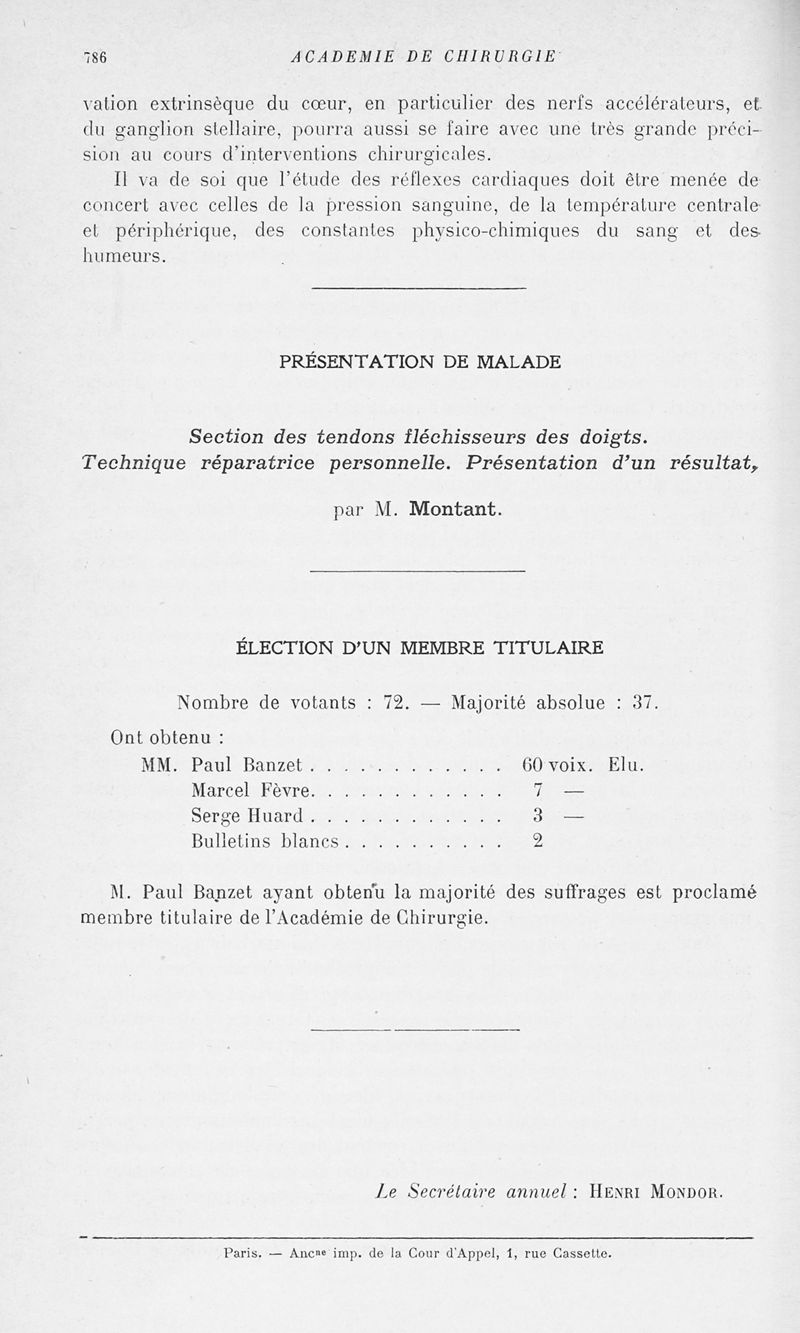 786 ACADEMIE DE CHIRURGIE
vation extrinsèque du cœur, en particulier des nerfs accélérateurs, et
du ganglion stellaire, pourra aussi se faire avec une très grande préci-
sion au cours d'interventions chirurgicales.
Il va de soi que l'étude des réflexes cardiaques doit être menée de
concert avec celles de la pression sanguine, de la température centrale
et périphérique, des constantes physico-chimiques du sang et des
humeurs.
PRÉSENTATION DE MALADE
Section des tendons fléchisseurs des doigts.
Technique réparatrice personnelle. Présentation d'un résultat,
par M. Montant.
ÉLECTION D'UN MEMBRE TITULAIRE
Nombre de votants : 72. — Majorité absolue : 37.
Ont obtenu :
MM. Paul Banzet . . . . . . . . . . . . 60 voix. Elu.
Marcel Fèvre. . . . . . . . . . . . 7 —
Serge Huard . . . . . . . . . . . . 3 —
Bulletins blancs . . . . . . . . . . 2
M. Paul Banzet ayant obtenu la majorité des suffrages est proclamé
membre titulaire de l'Académie de Chirurgie.
Le Secrétaire annuel : HENRI MONDOR.
Paris. — Ancne imp. de la Cour d'Appel, 1, rue Cassette.